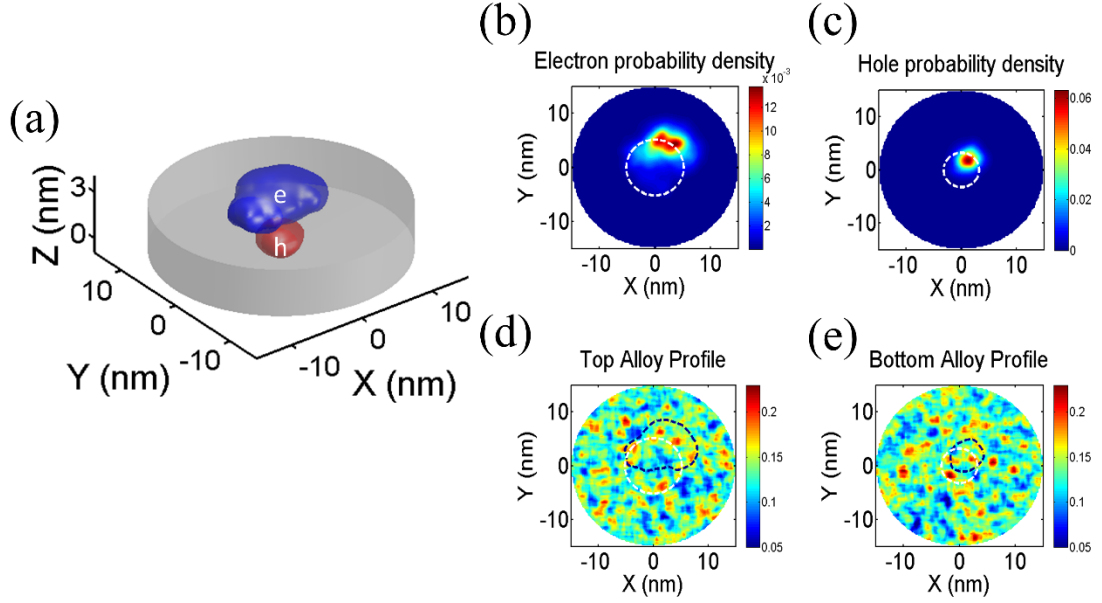 (a)
Z (nm)
3
0
e
h
10
0
-10
Y (nm)
-10
0
10
X (nm)
(b)
Electron probability density
x 10⁻³
10
0
-10
Y (nm)
-10 0 10
X (nm)
12
10
8
6
4
2
(c)
Hole probability density
10
0
-10
Y (nm)
-10 0 10
X (nm)
0.06
0.04
0.02
0
(d)
Top Alloy Profile
10
0
-10
Y (nm)
-10 0 10
X (nm)
0.2
0.15
0.1
0.05
(e)
Bottom Alloy Profile
10
0
-10
Y (nm)
-10 0 10
X (nm)
0.2
0.15
0.1
0.05